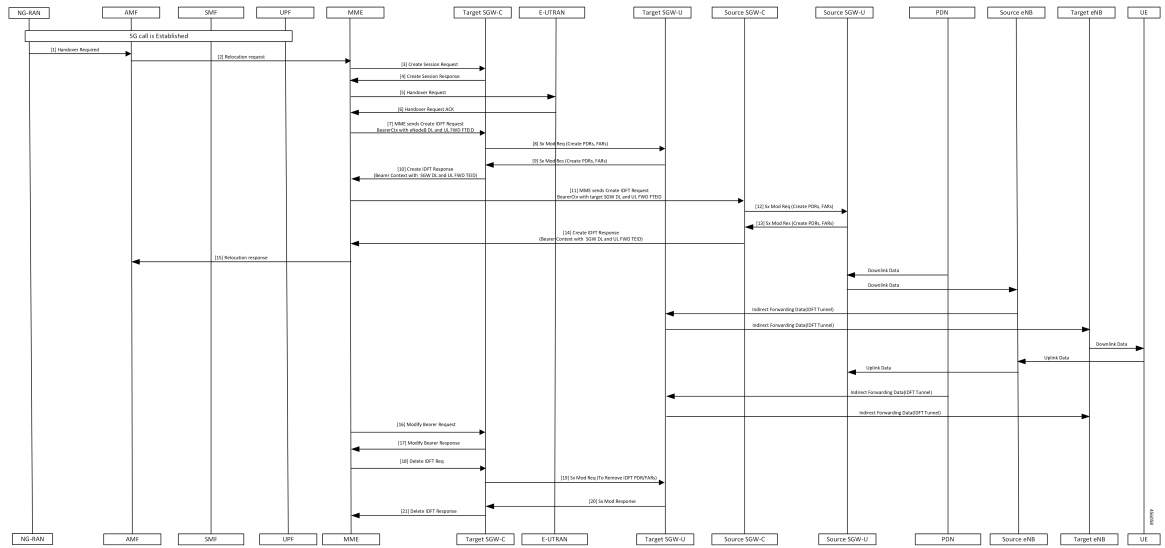 NG-RAN
AMF
SMF
UPF
MME
Target SGW-C
E-UTRAN
Target SGW-U
Source SGW-C
Source SGW-U
PDN
Source eNB
Target eNB
UE
5G call is Established
[1] Handover Required
[2] Relocation request
[3] Create Session Request
[4] Create Session Response
[5] Handover Request
[6] Handover Request ACK
[7] MME sends Create IDFT Request
BearerCtx with eNodeB DL and UL FWD FTEID
[8] Sx Mod Req (Create PDRs, FARs)
[9] Sx Mod Res (Create PDRs, FARs)
[10] Create IDFT Response
(Bearer Context with SGW DL and UL FWD TEID)
[11] MME sends Create IDFT Request
BearerCtx with target SGW DL and UL FWD FTEID
[12] Sx Mod Req (Create PDRs, FARs)
[13] Sx Mod Res (Create PDRs, FARs)
[14] Create IDFT Response
(Bearer Context with SGW DL and UL FWD TEID)
[15] Relocation response
Downlink Data
Downlink Data
Indirect Forwarding Data(IDFT Tunnel)
Indirect Forwarding Data(IDFT Tunnel)
Downlink Data
Uplink Data
Uplink Data
Indirect Forwarding Data(IDFT Tunnel)
Indirect Forwarding Data(IDFT Tunnel)
[16] Modify Bearer Request
[17] Modify Bearer Response
[18] Delete IDFT Req
[19] Sx Mod Req (To Remove IDFT PDR/FARs)
[20] Sx Mod Response
[21] Delete IDFT Response
NG-RAN
AMF
SMF
UPF
MME
Target SGW-C
E-UTRAN
Target SGW-U
Source SGW-C
Source SGW-U
PDN
Source eNB
Target eNB
UE